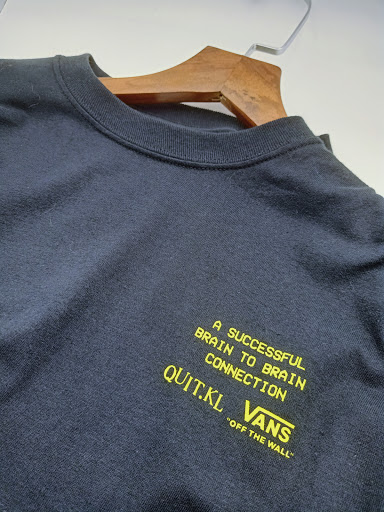 A SUCCESSFUL
BRAIN TO BRAIN
CONNECTION
QUIT.KL VANS
"OFF THE WALL"